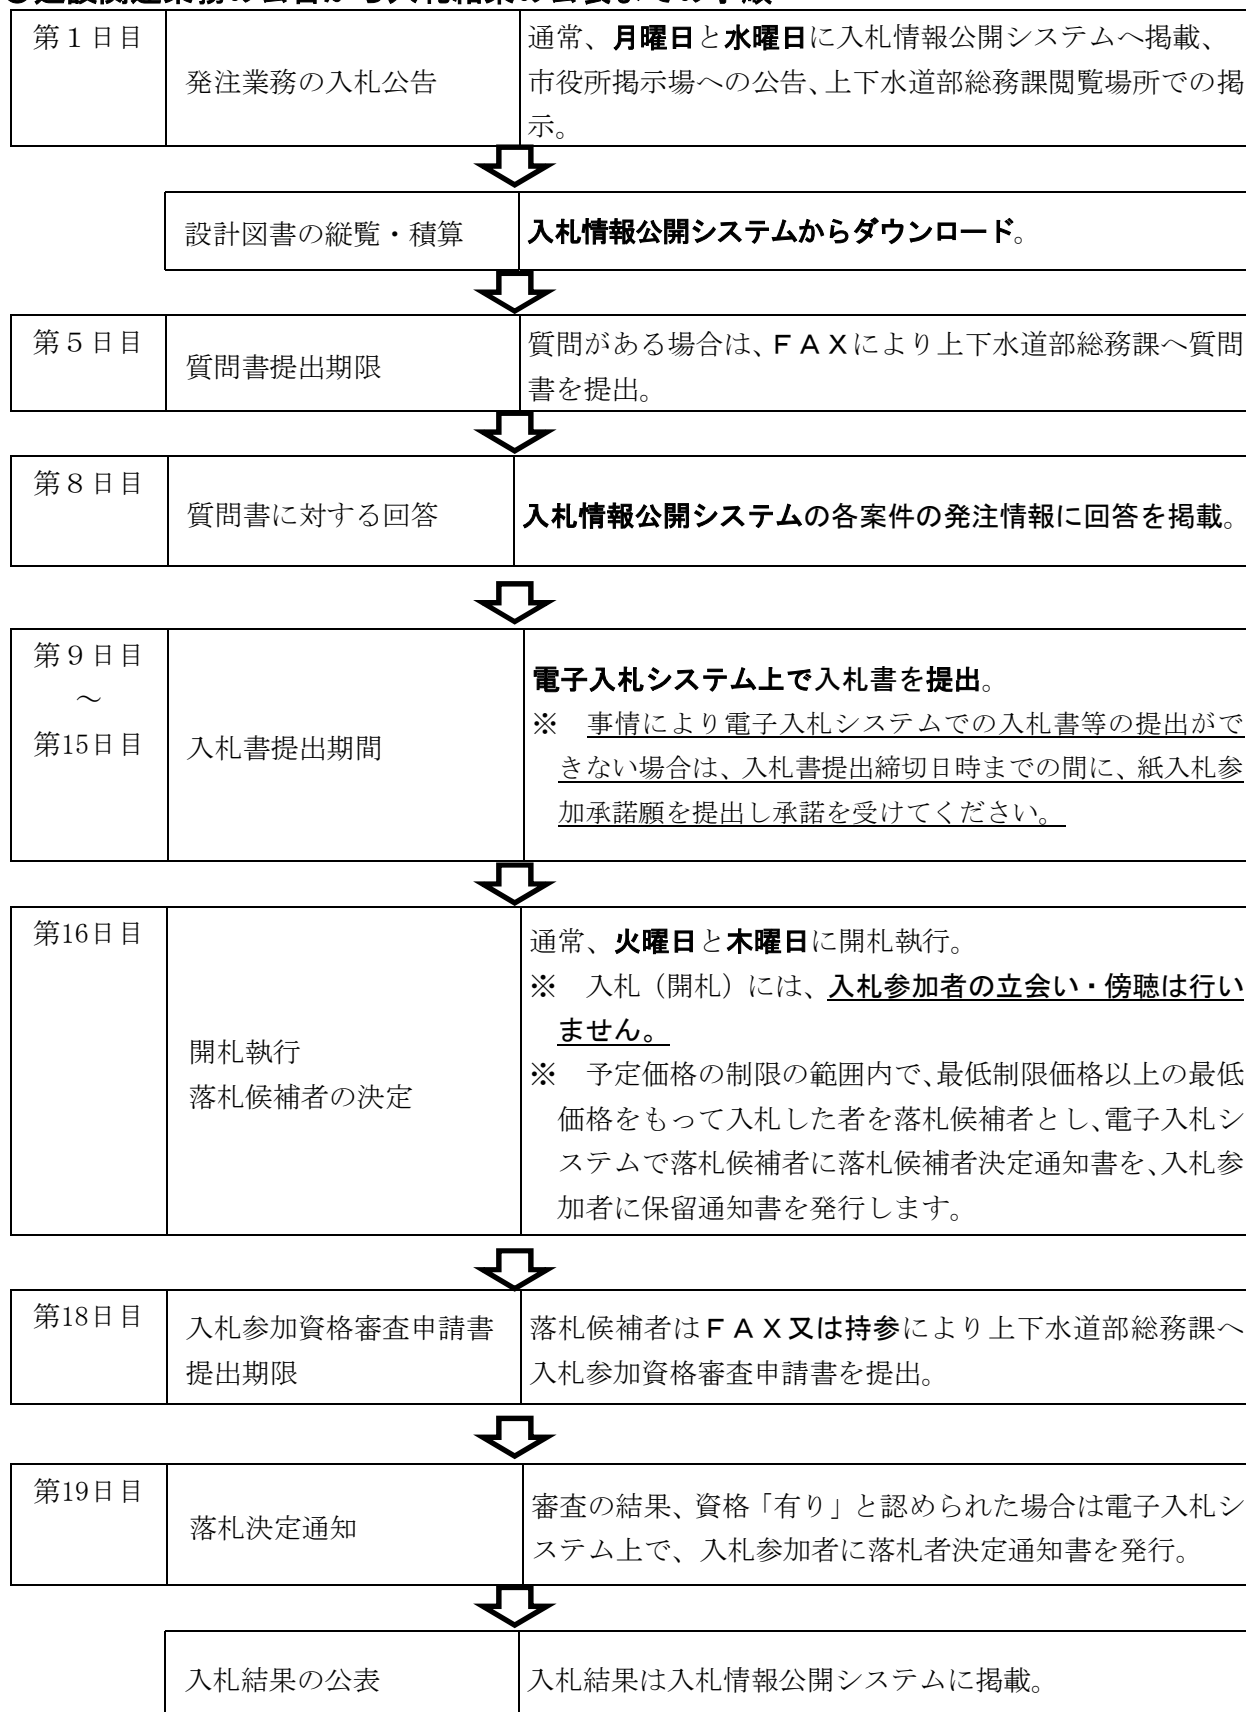 第１日目
発注業務の入札公告
通常、月曜日と水曜日に入札情報公開システムへ掲載、
市役所掲示場への公告、上下水道部総務課閲覧場所での掲
示。
設計図書の縦覧・積算
入札情報公開システムからダウンロード。
第５日目
質問書提出期限
質問がある場合は、ＦＡＸにより上下水道部総務課へ質問
書を提出。
第８日目
質問書に対する回答
入札情報公開システムの各案件の発注情報に回答を掲載。
第９日目
～
第15日目
入札書提出期間
電子入札システム上で入札書を提出。
※　事情により電子入札システムでの入札書等の提出がで
きない場合は、入札書提出締切日時までの間に、紙入札参
加承諾願を提出し承諾を受けてください。
第16日目
開札執行
落札候補者の決定
通常、火曜日と木曜日に開札執行。
※　入札（開札）には、入札参加者の立会い・傍聴は行い
ません。
※　予定価格の制限の範囲内で、最低制限価格以上の最低
価格をもって入札した者を落札候補者とし、電子入札シ
ステムで落札候補者に落札候補者決定通知書を、入札参
加者に保留通知書を発行します。
第18日目
入札参加資格審査申請書
提出期限
落札候補者はＦＡＸ又は持参により上下水道部総務課へ
入札参加資格審査申請書を提出。
第19日目
落札決定通知
審査の結果、資格「有り」と認められた場合は電子入札シ
ステム上で、入札参加者に落札者決定通知書を発行。
入札結果の公表
入札結果は入札情報公開システムに掲載。